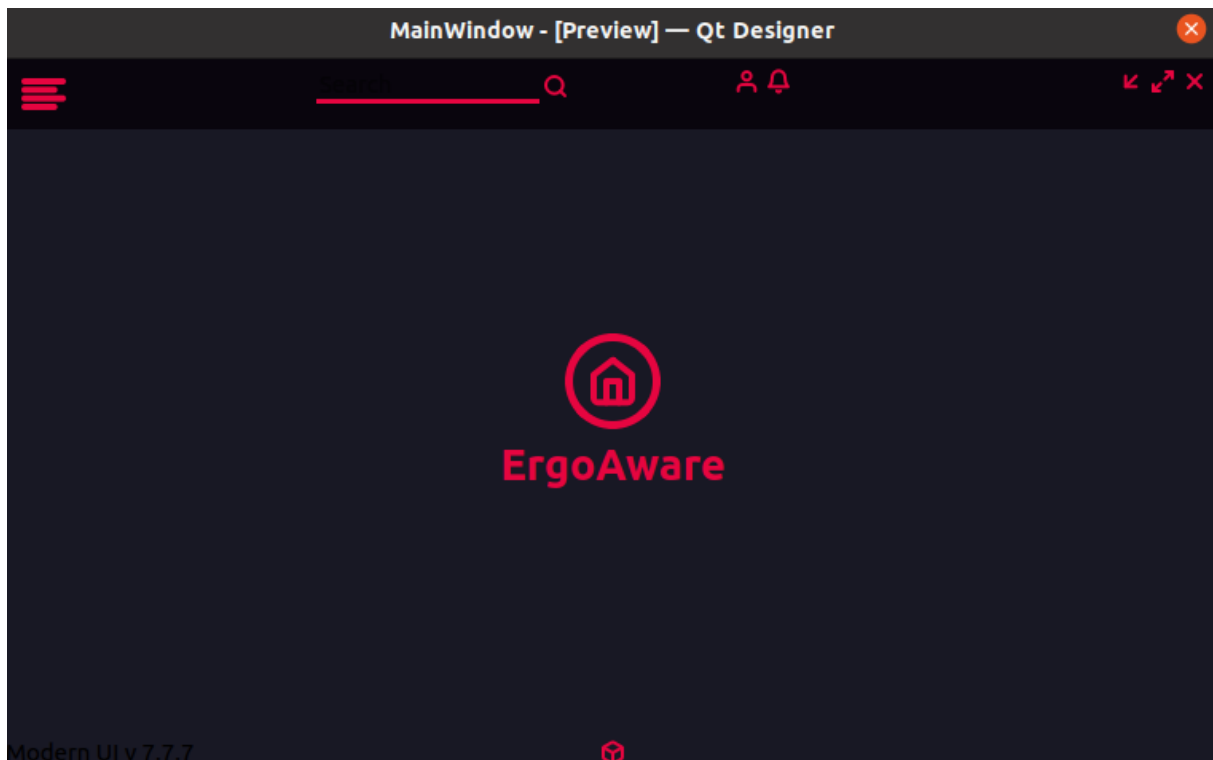 MainWindow - [Preview] — Qt Designer
Search
ErgoAware
Modern UI v 7.7.7